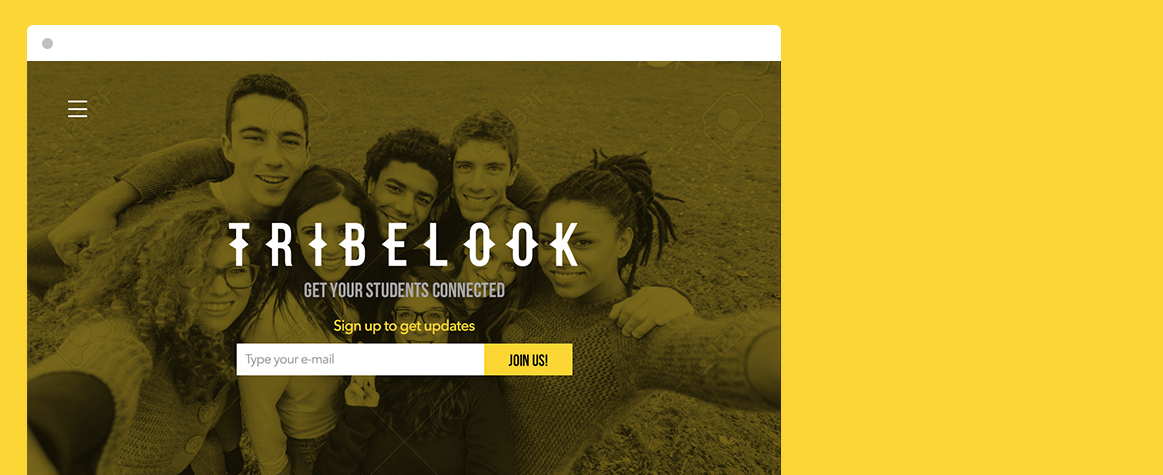 TRIBELOOK
GET YOUR STUDENTS CONNECTED
Sign up to get updates
Type your e-mail
JOIN US!